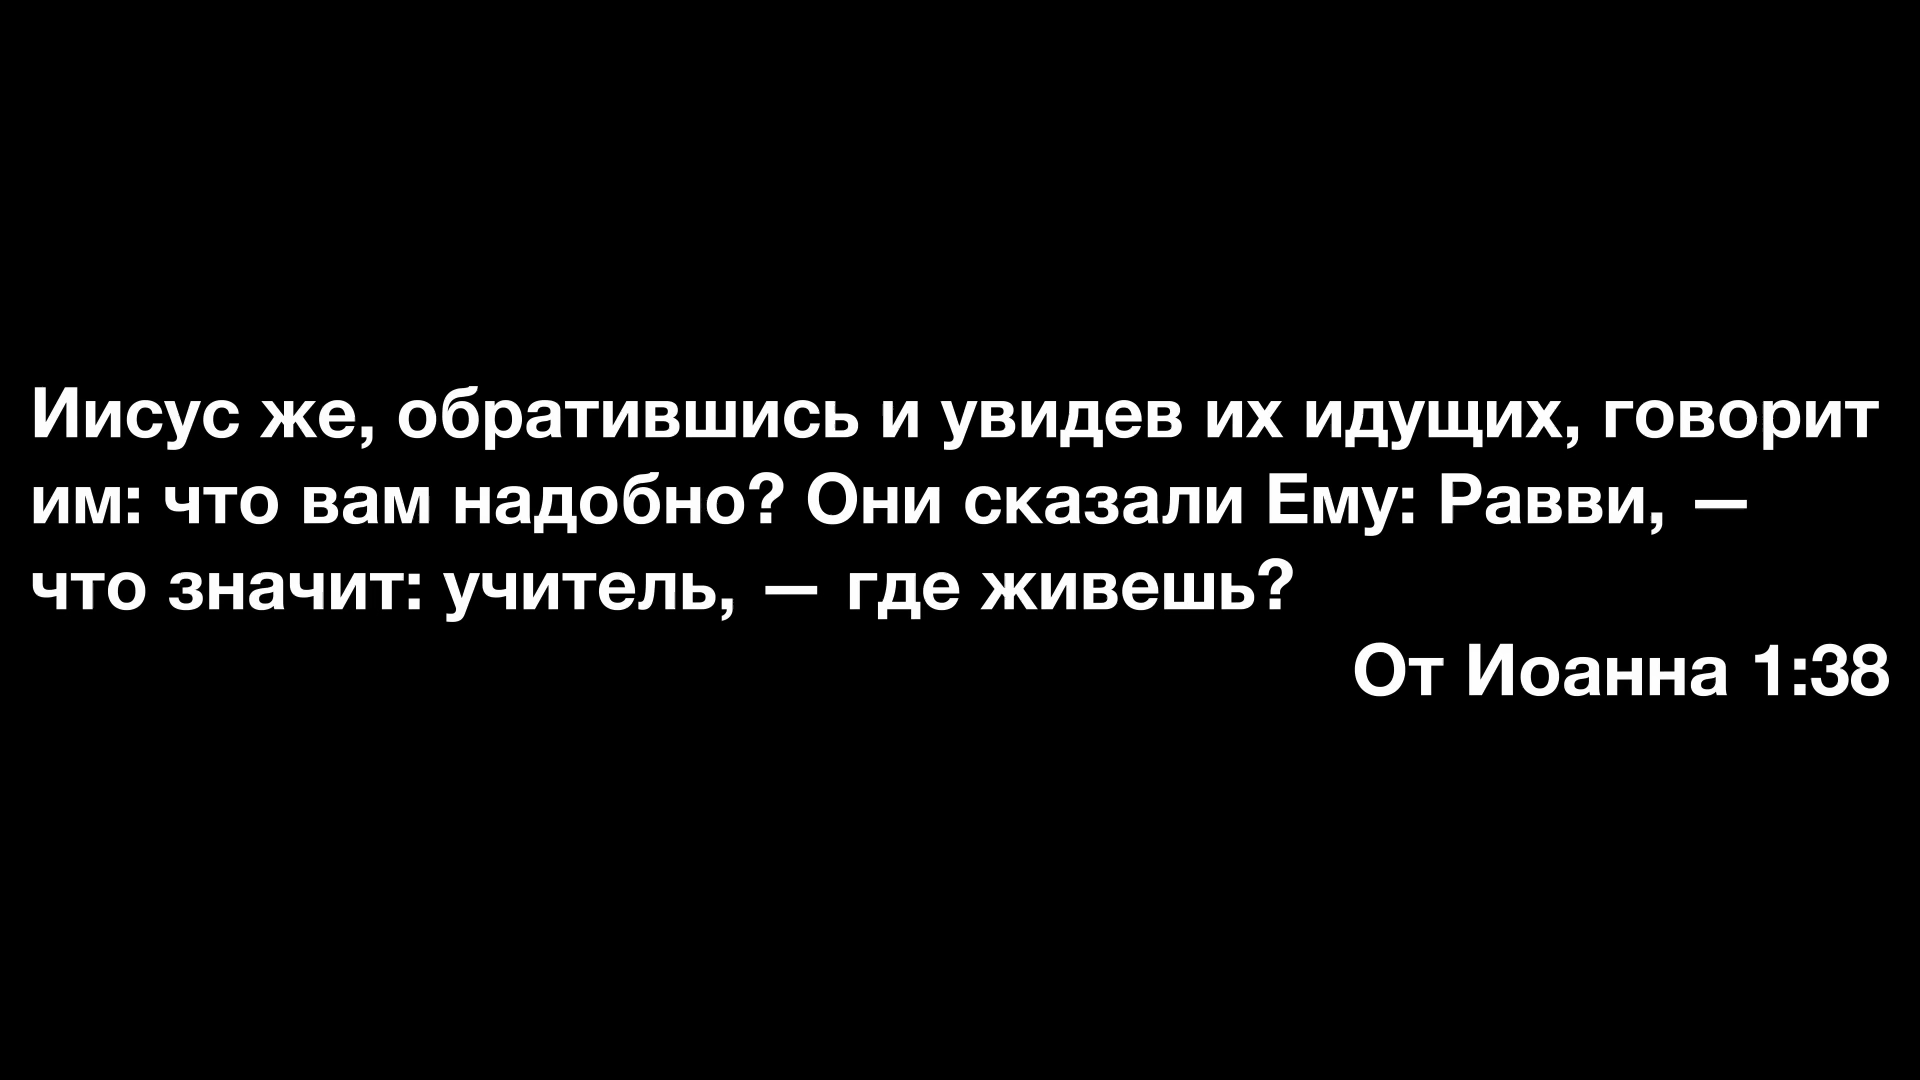 Иисус же, обратившись и увидев их идущих, говорит
им: что вам надобно? Они сказали Ему: Равви, —
что значит: учитель, — где живешь?
От Иоанна 1:38